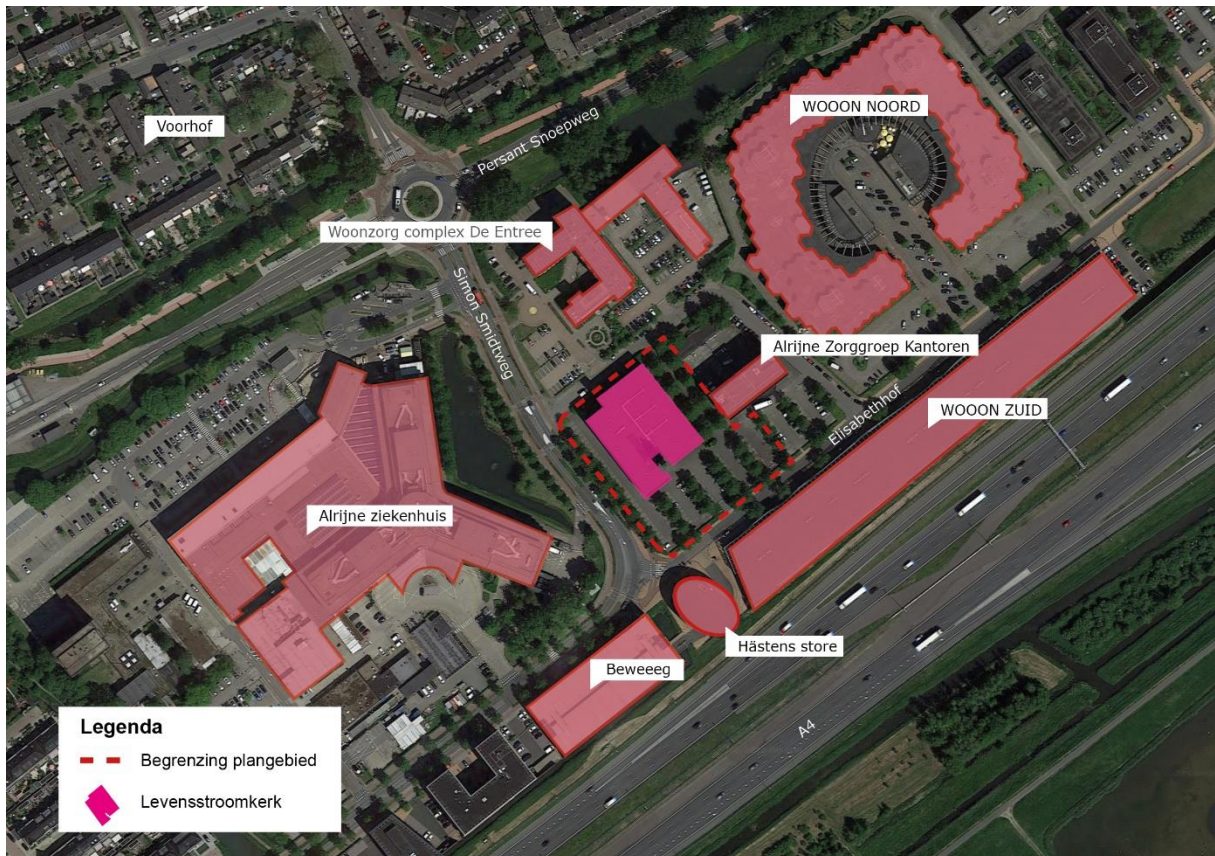 WOOON NOORD
Voorhof
Persant Snoepweg
Woonzorg complex De Entree
Simon Smidtweg
Alrijne Zorggroep Kantoren
Elisabethhof
WOOON ZUID
Alrijne ziekenhuis
Hästens store
Beweeeg
A4
Legenda
Begrenzing plangebied
Levensstroomkerk